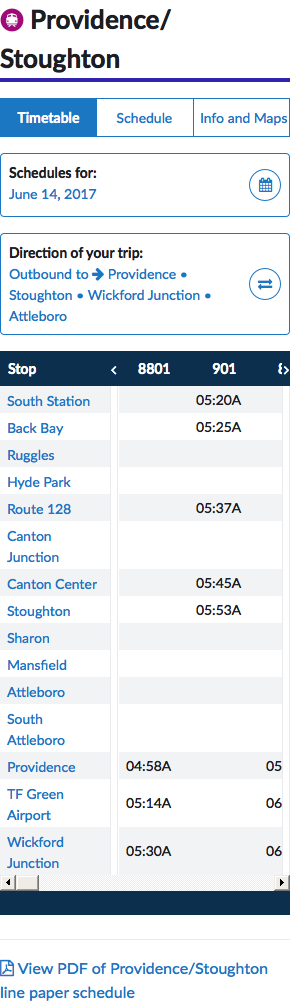 Providence/
Stoughton
Timetable Schedule Info and Maps
Schedules for:
June 14, 2017
Direction of your trip:
Outbound to → Providence •
Stoughton • Wickford Junction •
Attleboro
Stop < 8801 901 >
South Station 05:20A
Back Bay 05:25A
Ruggles
Hyde Park
Route 128 05:37A
Canton
Junction
Canton Center 05:45A
Stoughton 05:53A
Sharon
Mansfield
Attleboro
South
Attleboro
Providence 04:58A 05
TF Green
Airport 05:14A 06
Wickford
Junction 05:30A 06
View PDF of Providence/Stoughton
line paper schedule